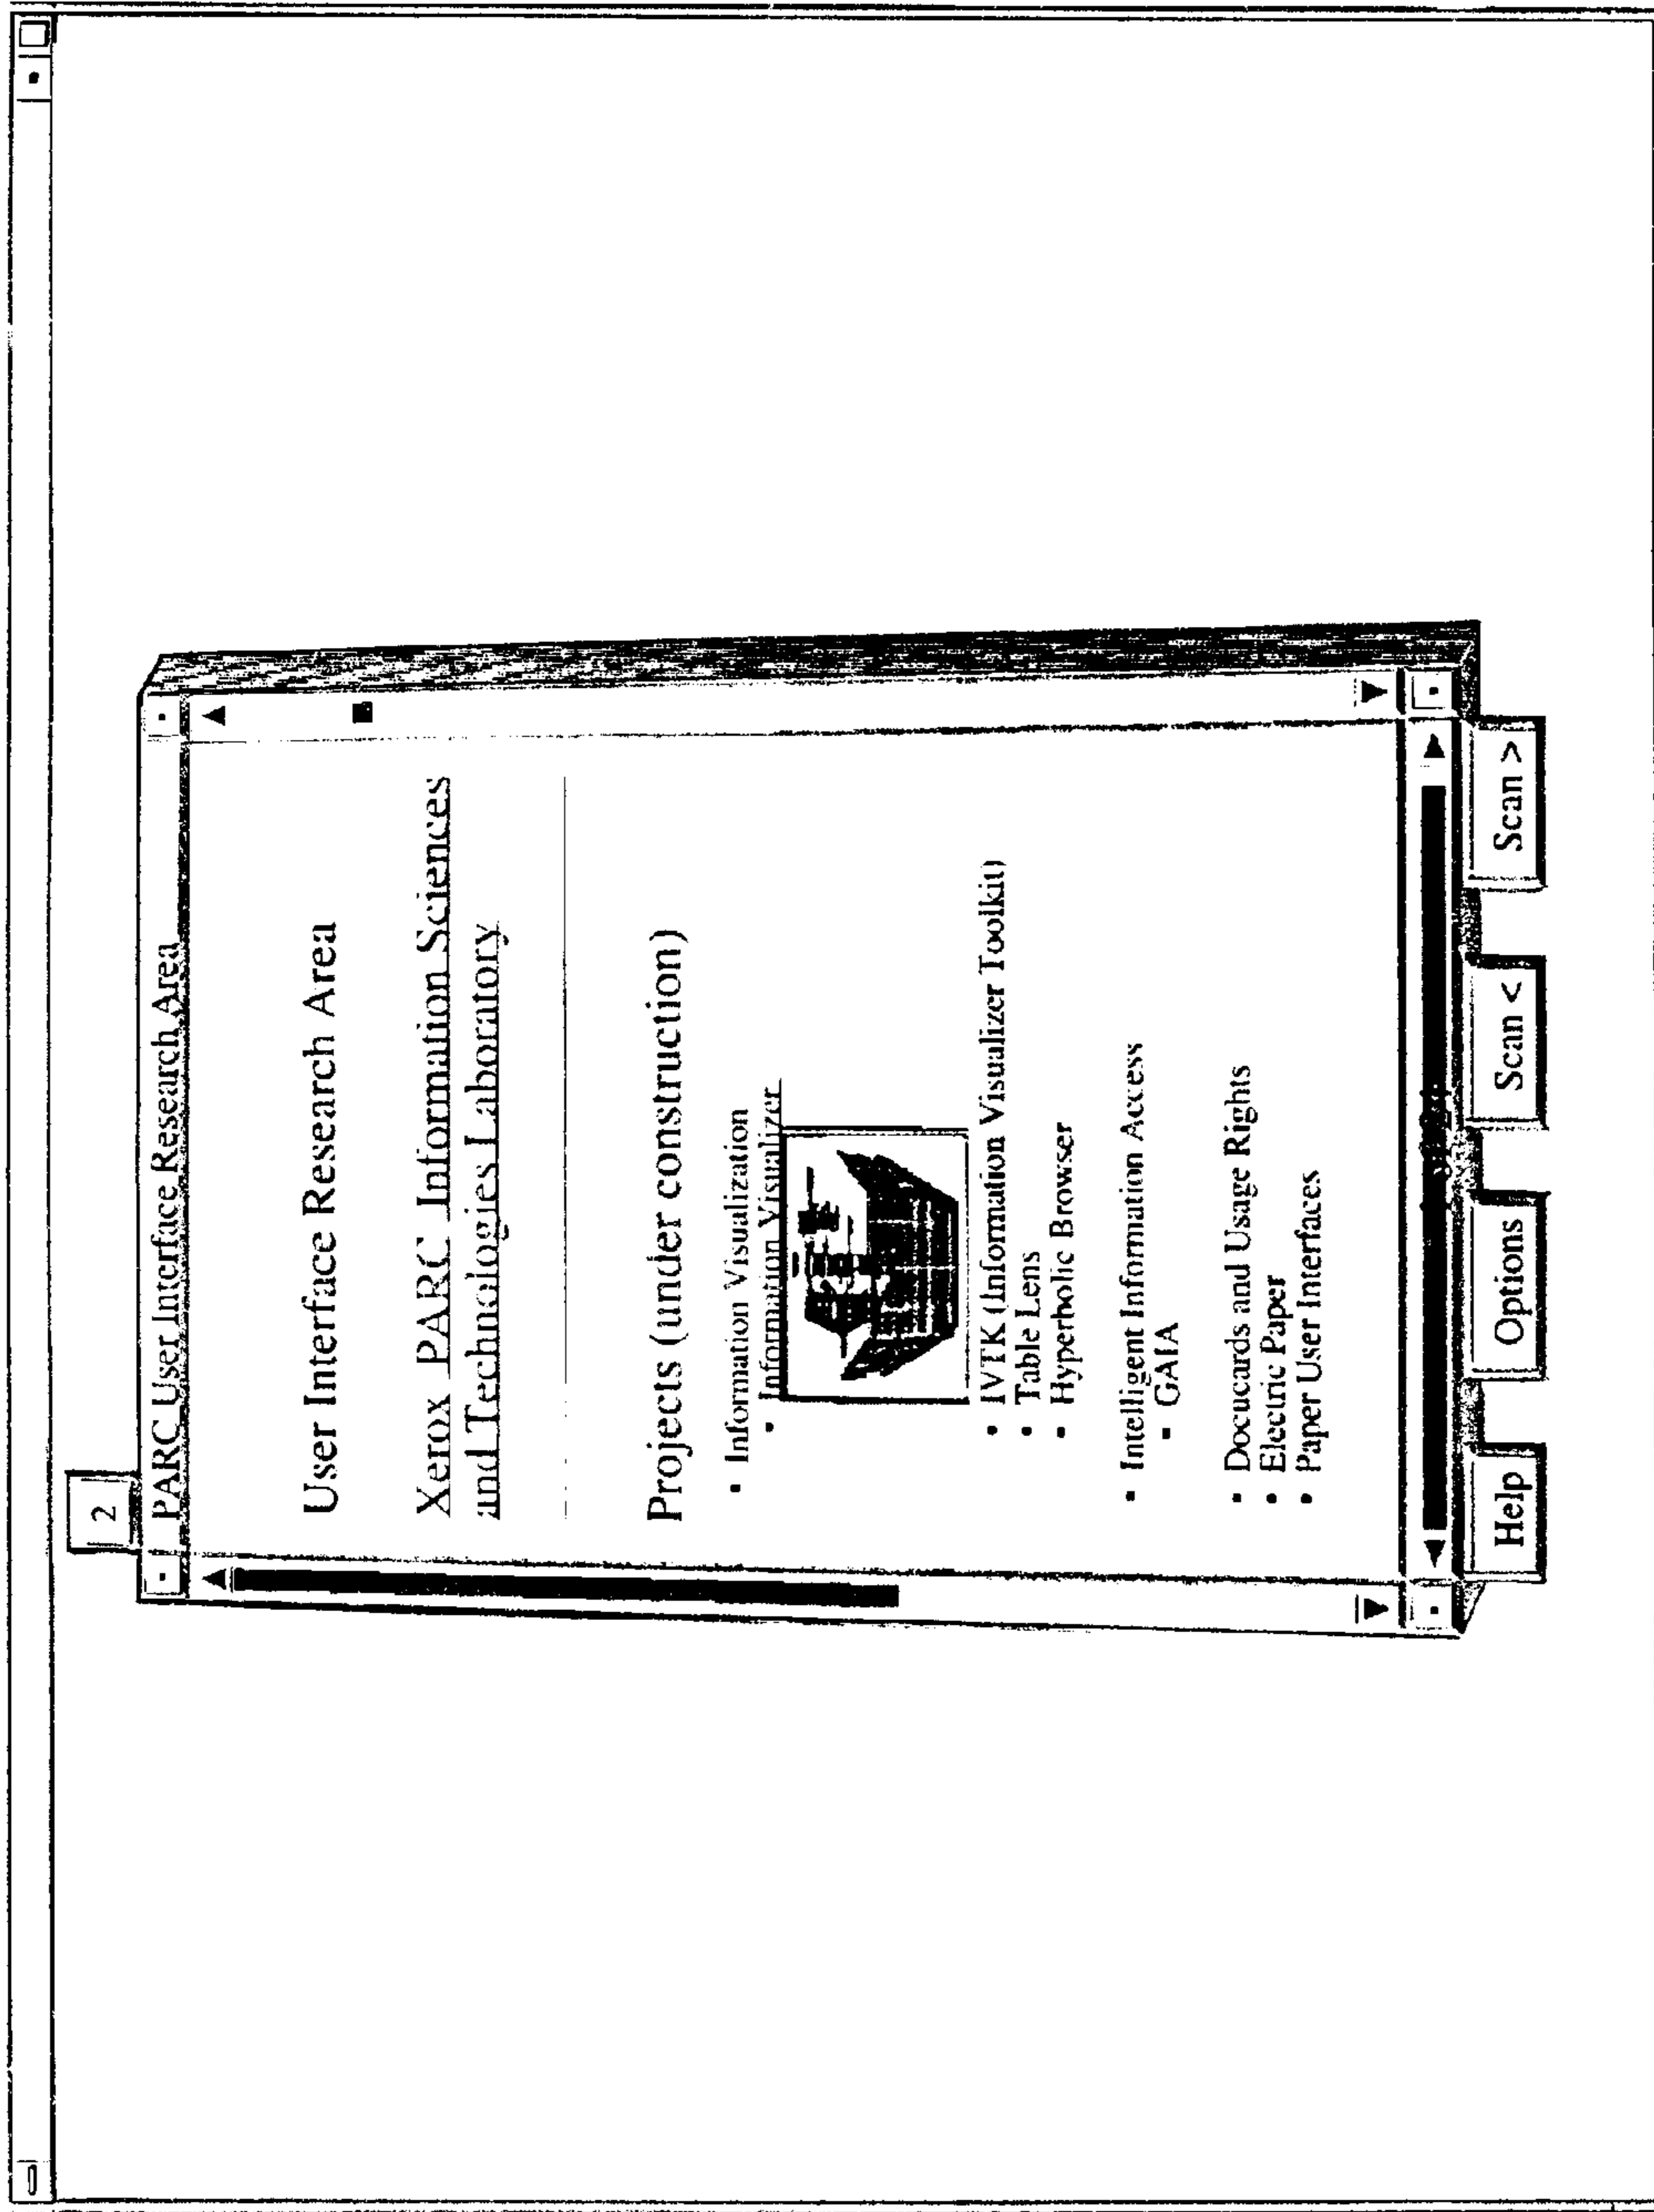 2
PARC User Interface Research Area
User Interface Research Area
Xerox PARC Information Sciences
and Technologies Laboratory
Projects (under construction)
▪ Information Visualization
▪ Information Visualizer
▪ IVTK (Information Visualizer Toolkit)
▪ Table Lens
▪ Hyperbolic Browser
▪ Intelligent Information Access
▪ GAIA
▪ Docucards and Usage Rights
▪ Electric Paper
▪ Paper User Interfaces
Help Options Scan < Scan >